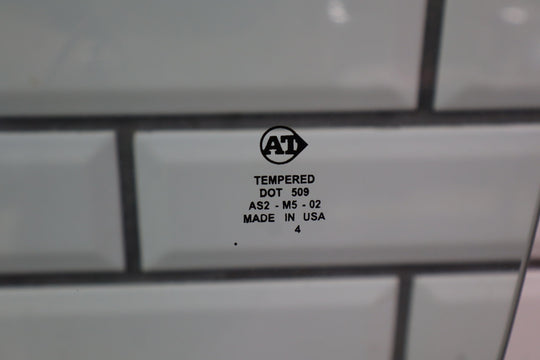 AT
TEMPERED
DOT 509
AS2 - M5 - 02
MADE IN USA
4